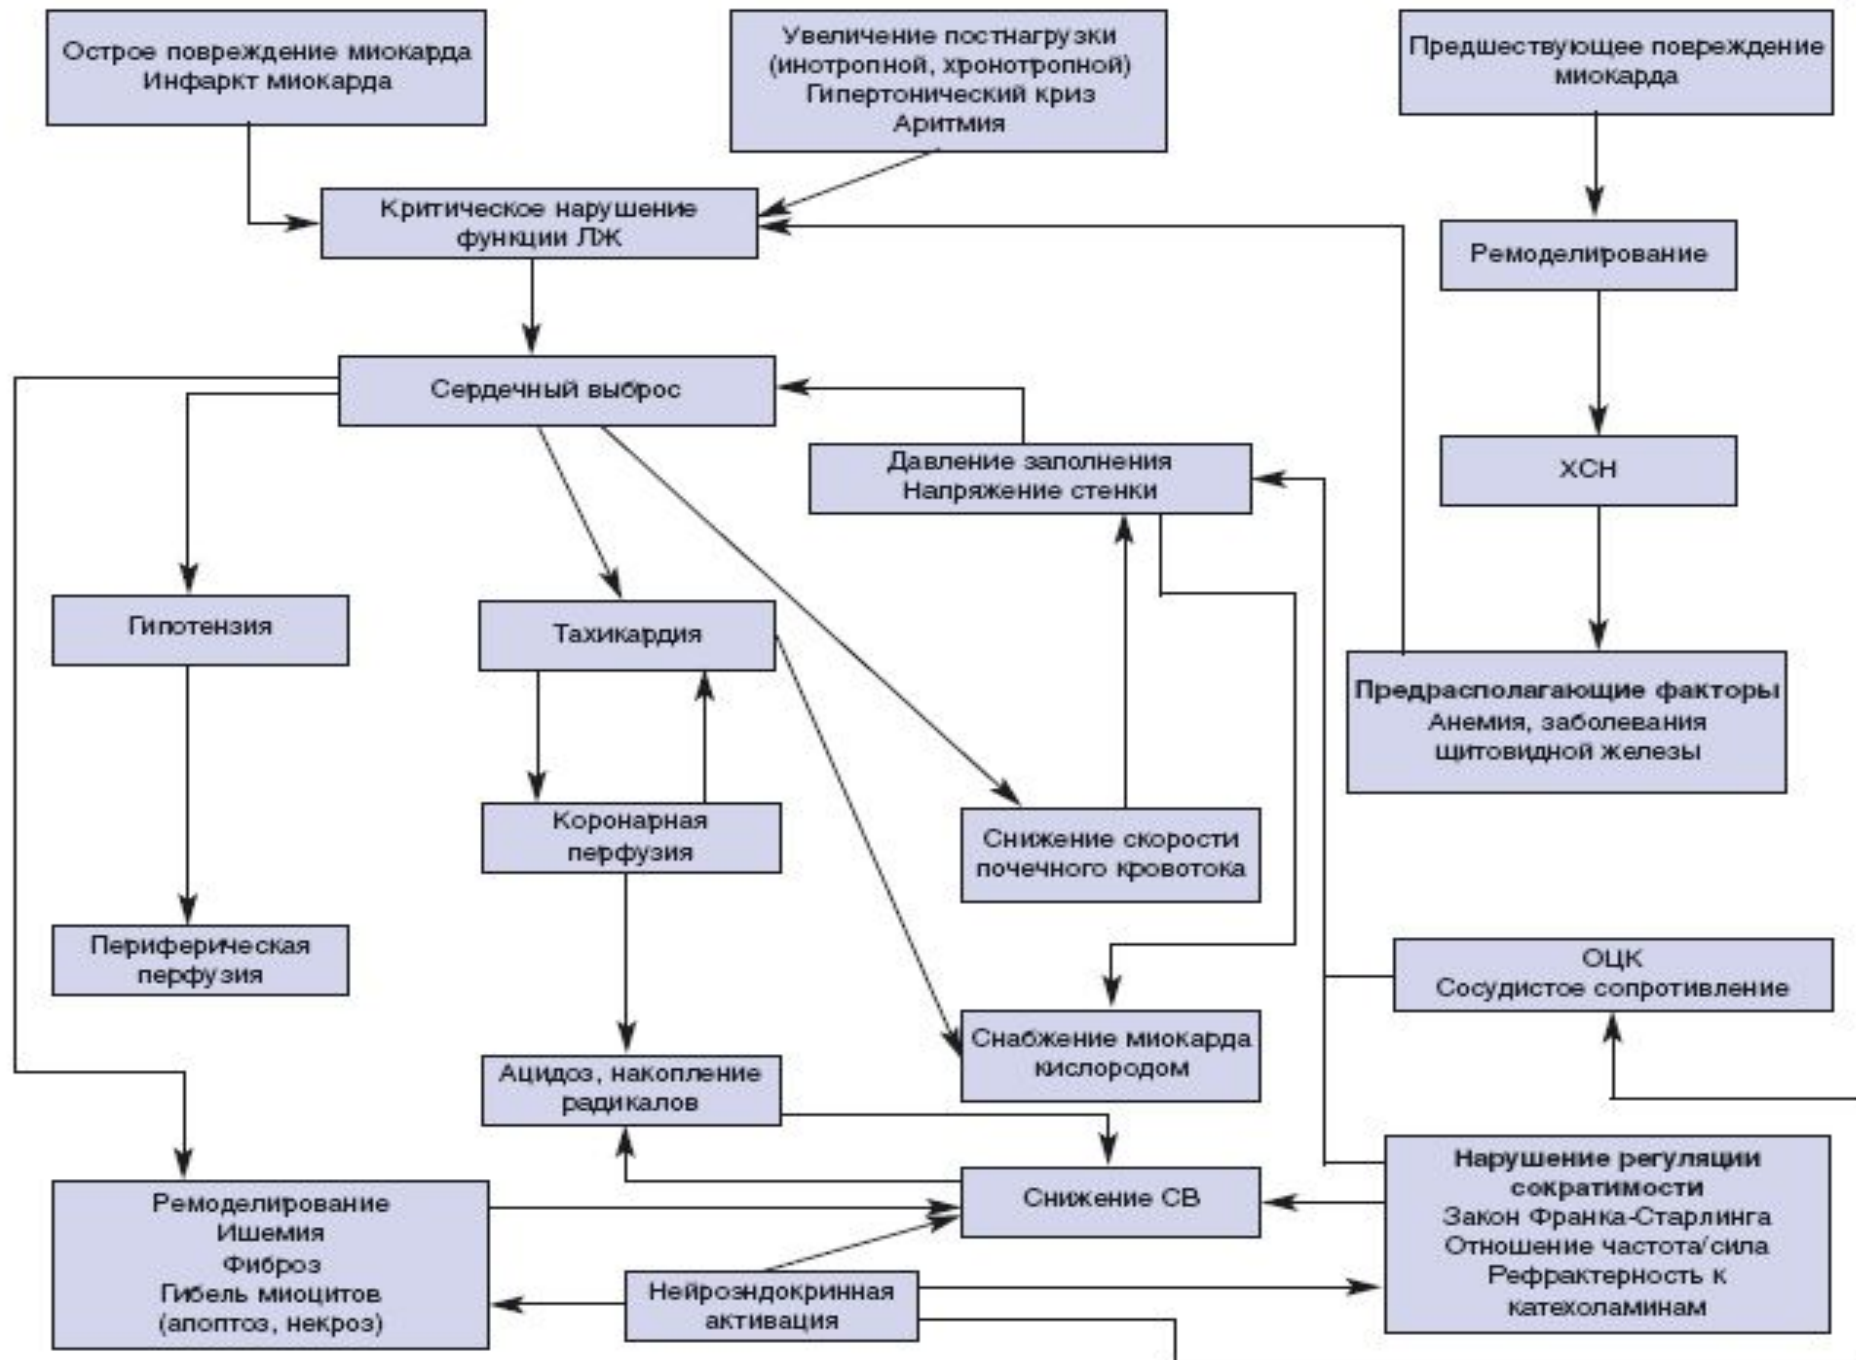 Острое повреждение миокарда
Инфаркт миокарда
Увеличение постнагрузки
(инотропной, хронотропной)
Гипертонический криз
Аритмия
Предшествующее повреждение
миокарда
Критическое нарушение
функции ЛЖ
Ремоделирование
Сердечный выброс
Давление заполнения
Напряжение стенки
ХСН
Гипотензия
Тахикардия
Предрасполагающие факторы
Анемия, заболевания
щитовидной железы
Коронарная
перфузия
Снижение скорости
почечного кровотока
Периферическая
перфузия
ОЦК
Сосудистое сопротивление
Снабжение миокарда
кислородом
Ацидоз, накопление
радикалов
Нарушение регуляции
сократимости
Закон Франка-Старлинга
Отношение частота/сила
Рефрактерность к
катехоламинам
Снижение СВ
Ремоделирование
Ишемия
Фиброз
Гибель миоцитов
(апоптоз, некроз)
Нейроэндокринная
активация